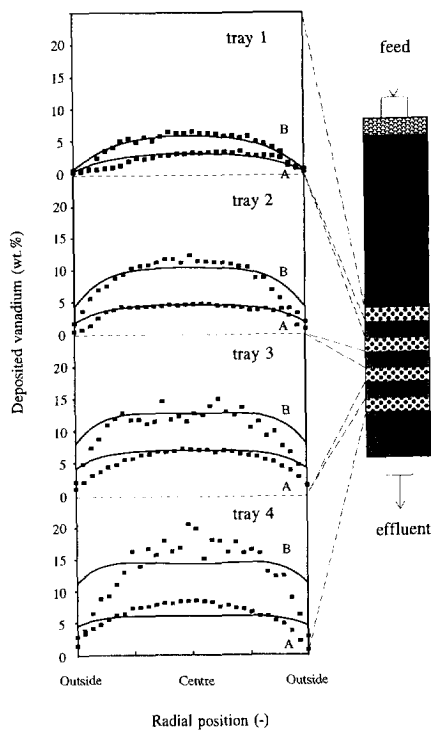 tray 1
feed
B
A
tray 2
B
A
tray 3
B
A
tray 4
B
A
effluent
25
20
15
10
5
0
20
15
10
5
0
20
15
10
5
0
20
15
10
5
0
Deposited vanadium (wt.%)
Outside Centre Outside
Radial position (-)